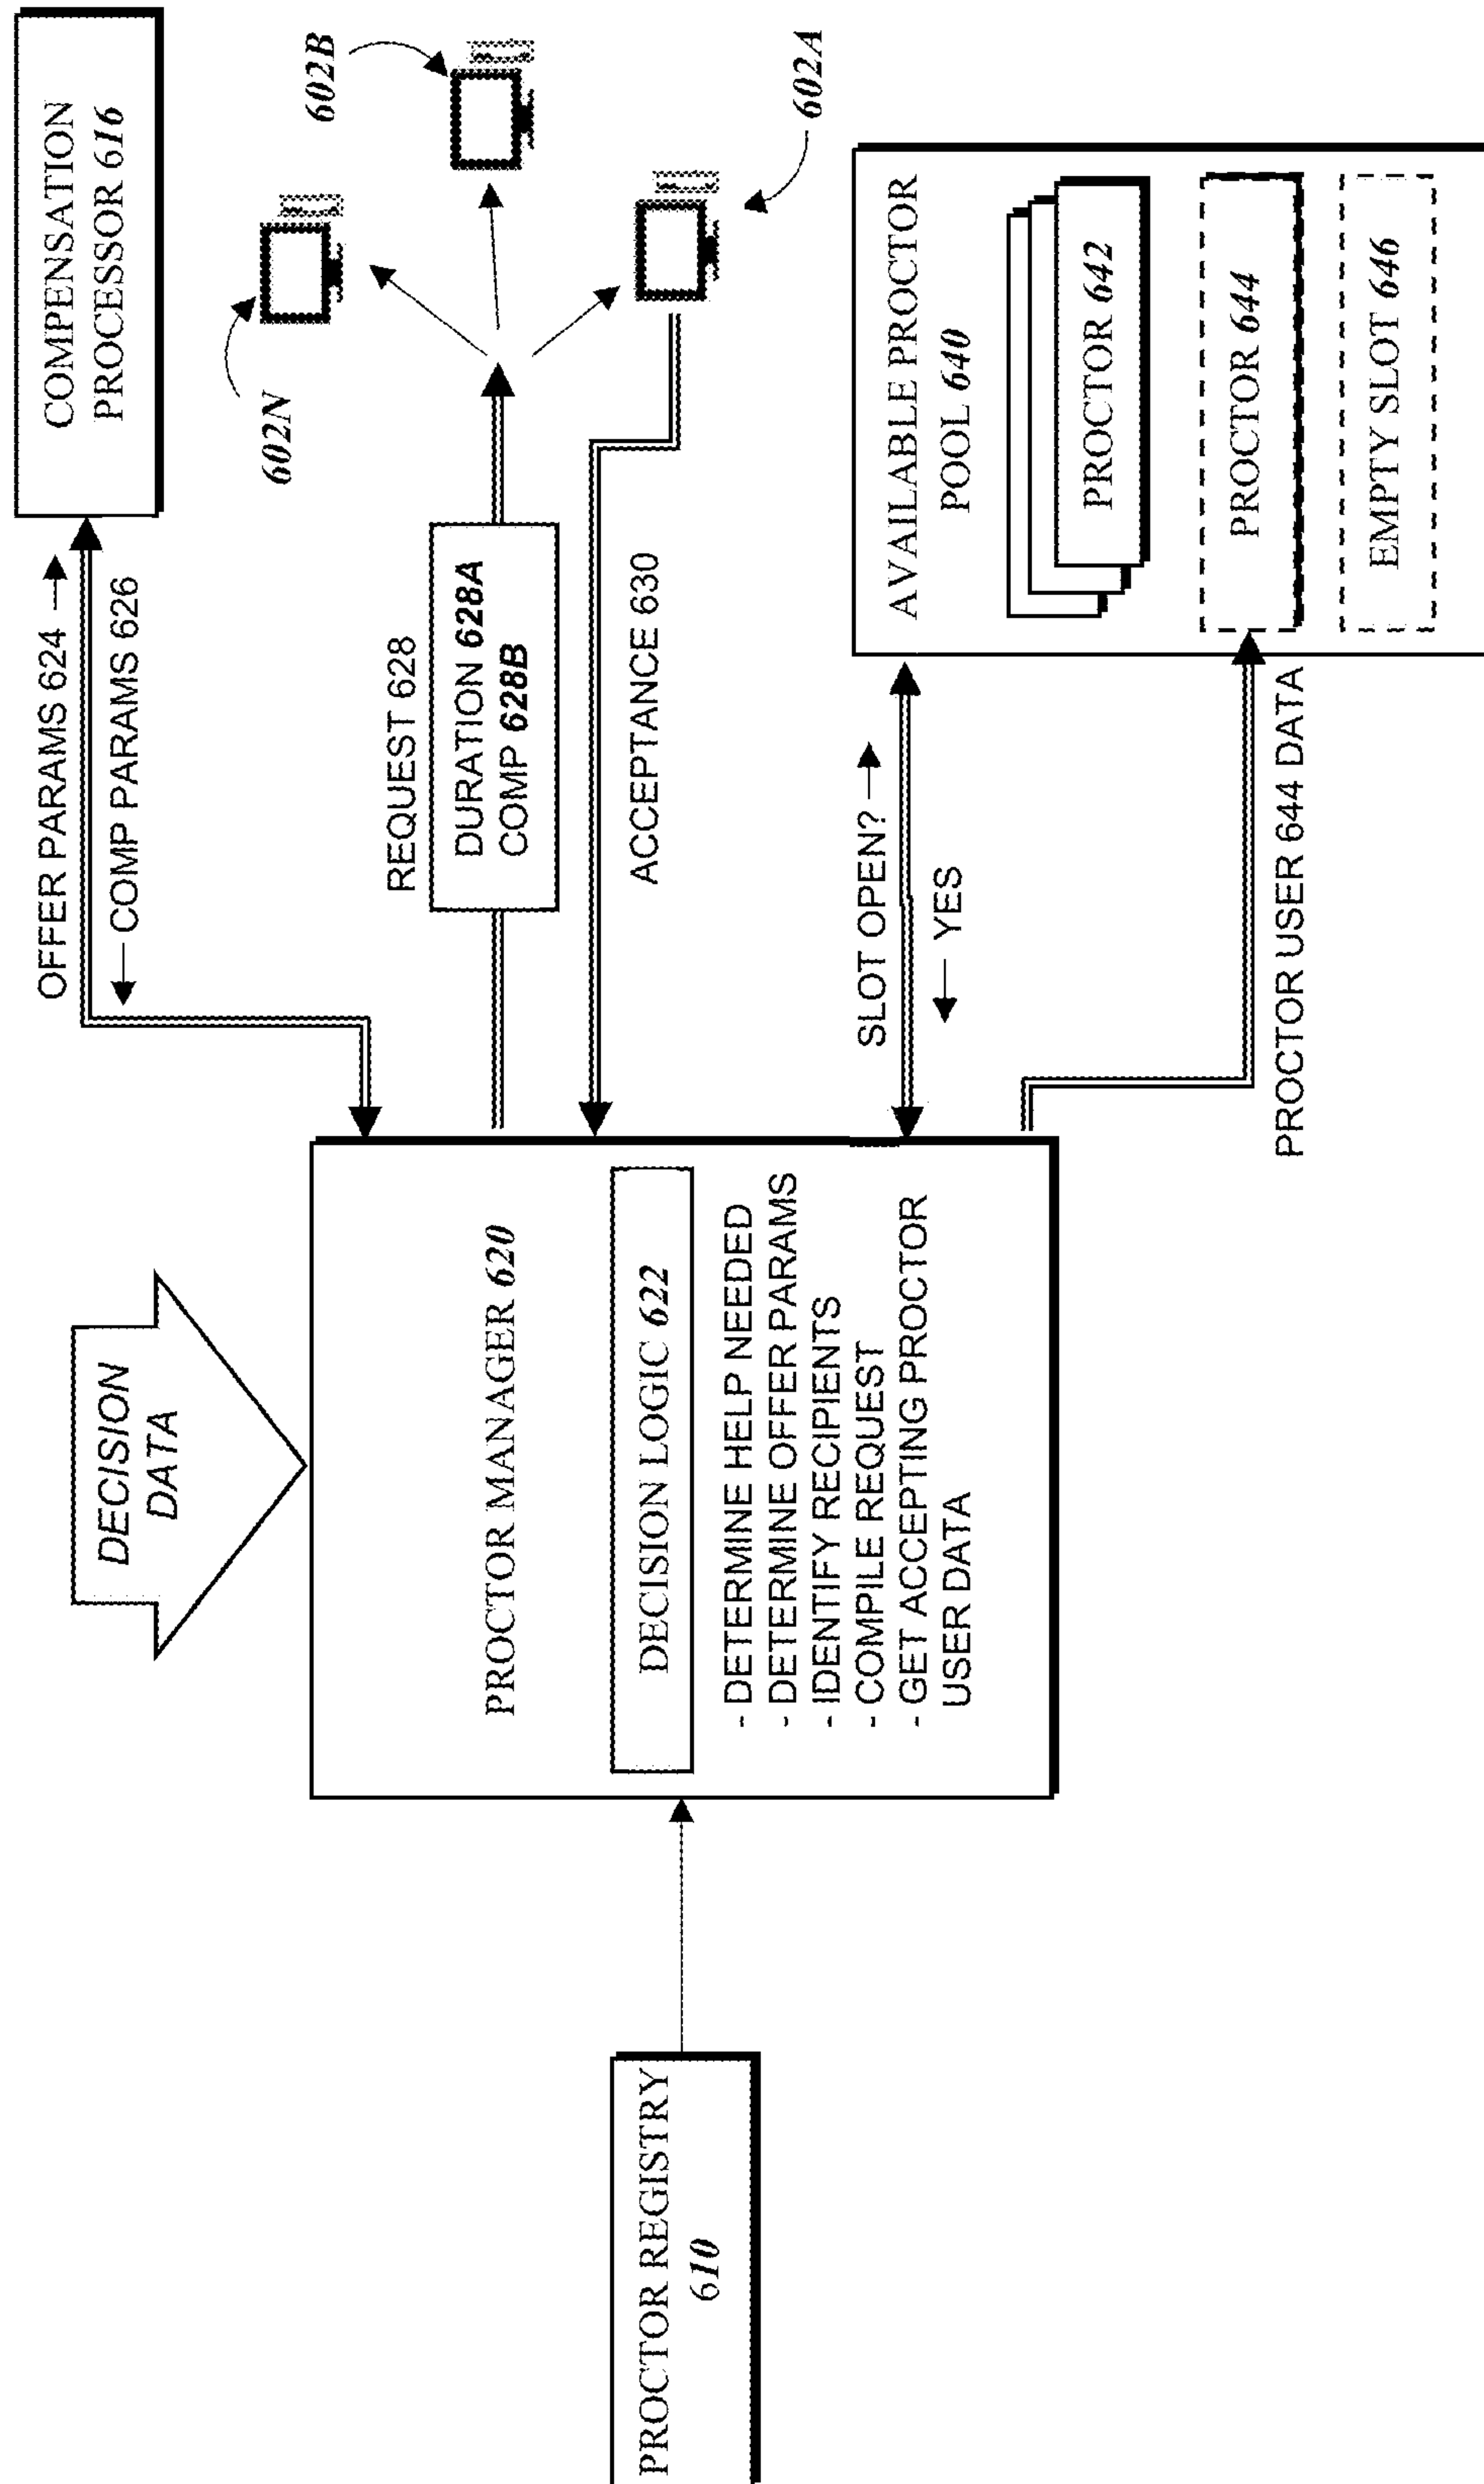 DECISION
DATA
PROCTOR REGISTRY
610
PROCTOR MANAGER 620
DECISION LOGIC 622
- DETERMINE HELP NEEDED
- DETERMINE OFFER PARAMS
- IDENTIFY RECIPIENTS
- COMPILE REQUEST
- GET ACCEPTING PROCTOR
USER DATA
OFFER PARAMS 624
COMP PARAMS 626
COMPENSATION
PROCESSOR 616
REQUEST 628
DURATION 628A
COMP 628B
602N
602B
602A
ACCEPTANCE 630
SLOT OPEN?
YES
PROCTOR USER 644 DATA
AVAILABLE PROCTOR
POOL 640
PROCTOR 642
PROCTOR 644
EMPTY SLOT 646